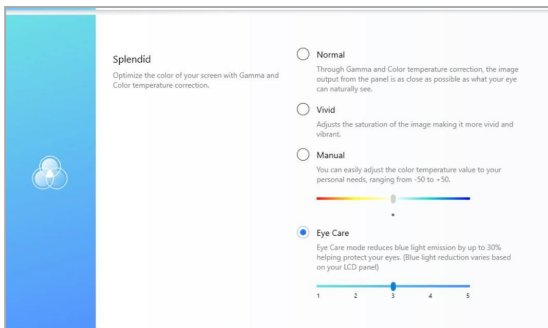 Splendid
Optimize the color of your screen with Gamma and
Color temperature correction.
Normal
Through Gamma and Color temperature correction, the image
output from the panel is as close as possible as what your eye
can naturally see.
Vivid
Adjusts the saturation of the image making it more vivid and
vibrant.
Manual
You can easily adjust the color temperature value to your
personal needs, ranging from -50 to +50.
Eye Care
Eye Care mode reduces blue light emission by up to 30%
helping protect your eyes. (Blue light reduction varies based
on your LCD panel)
1 2 3 4 5